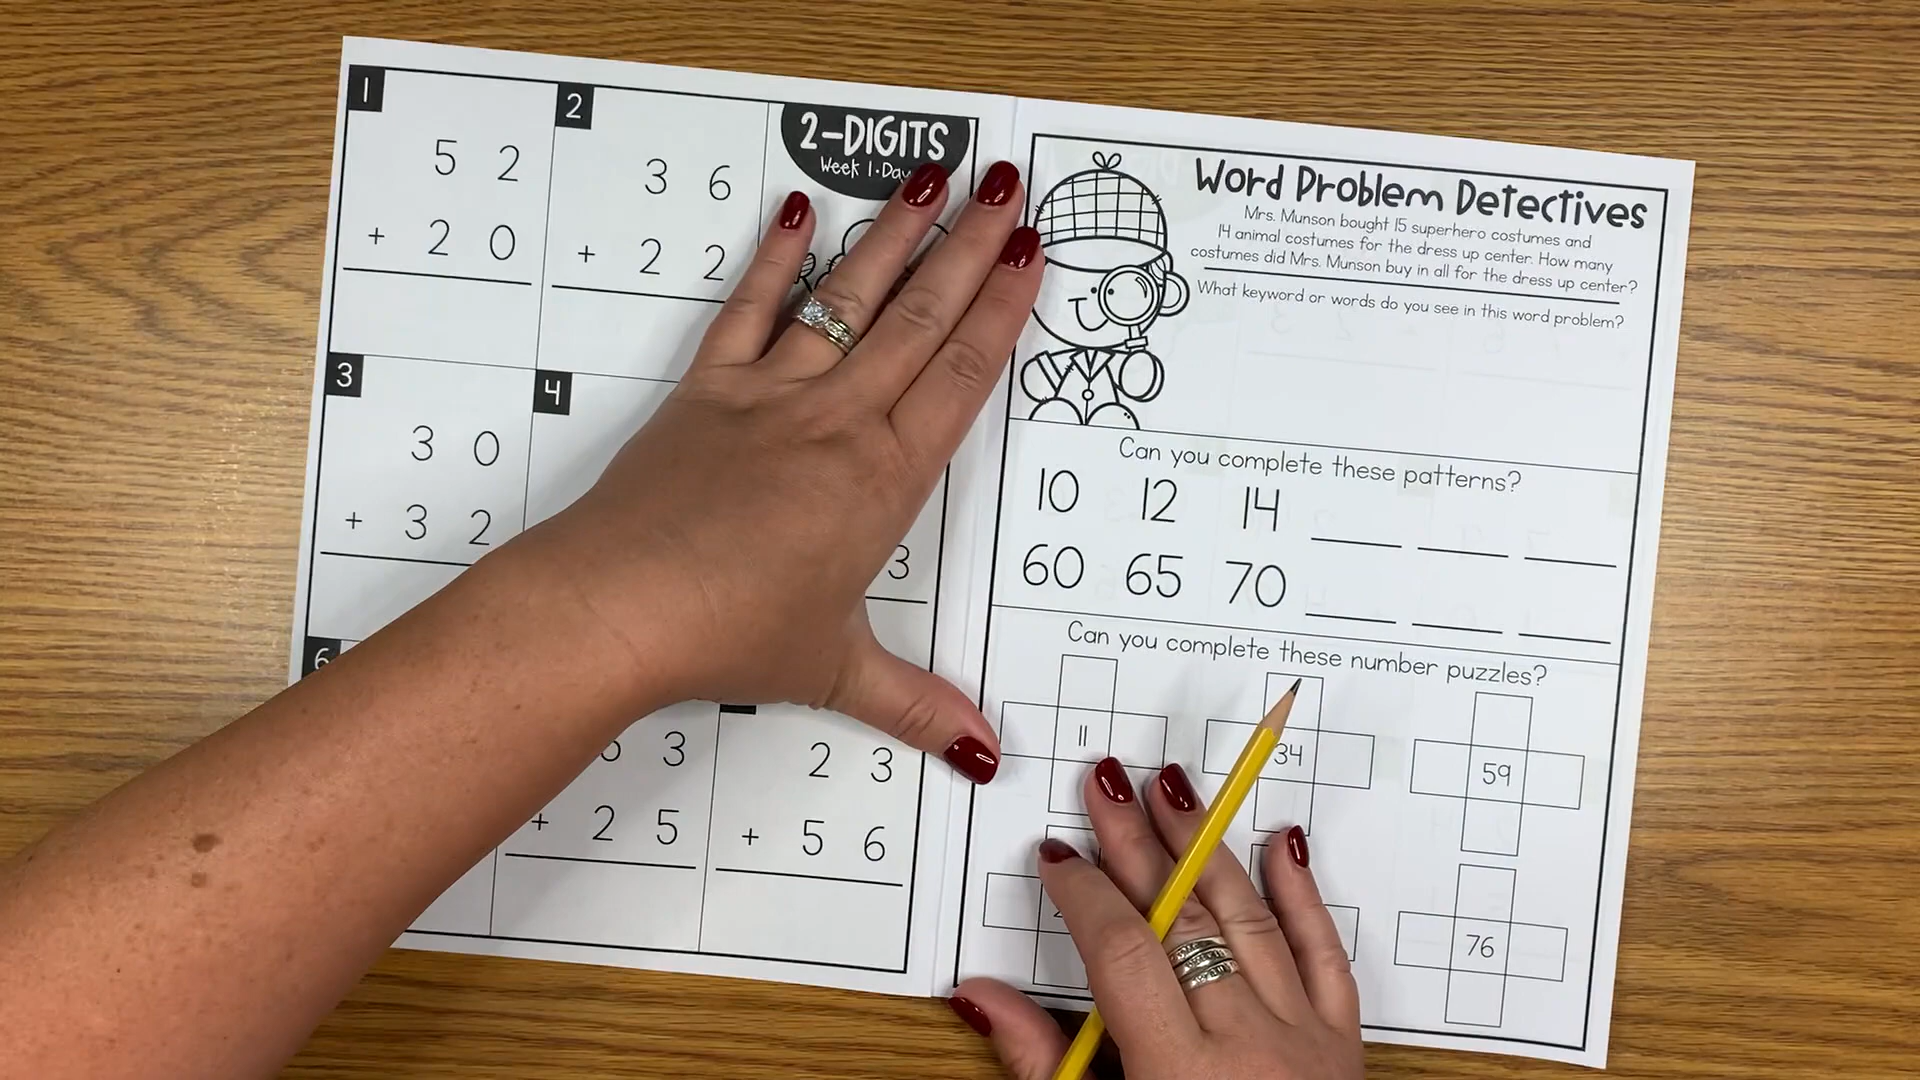 1
5 2
+ 2 0
2
3 6
+ 2 2
2-DIGITS
Week 1•Day
3
3 0
+ 3 2
4
3
6
3
+ 2 5
2 3
+ 5 6
Word Problem Detectives
Mrs. Munson bought 15 superhero costumes and
14 animal costumes for the dress up center. How many
costumes did Mrs. Munson buy in all for the dress up center?
What keyword or words do you see in this word problem?
Can you complete these patterns?
10 12 14
60 65 70
Can you complete these number puzzles?
11 34 59
76